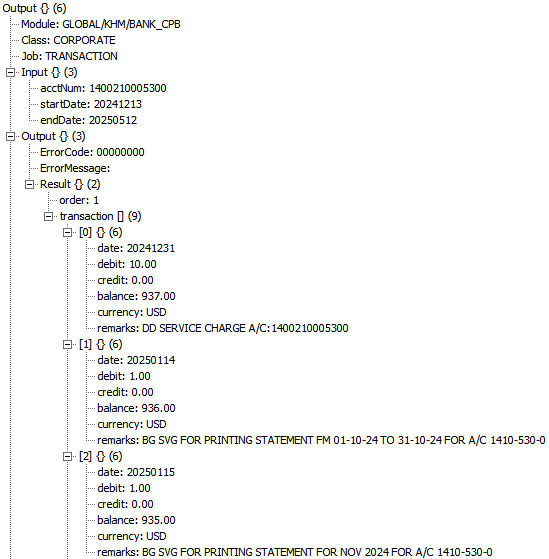 Output {} (6)
Module: GLOBAL/KHM/BANK_CPB
Class: CORPORATE
Job: TRANSACTION
Input {} (3)
acctNum: 1400210005300
startDate: 20241213
endDate: 20250512
Output {} (3)
ErrorCode: 00000000
ErrorMessage:
Result {} (2)
order: 1
transaction [] (9)
[0] {} (6)
date: 20241231
debit: 10.00
credit: 0.00
balance: 937.00
currency: USD
remarks: DD SERVICE CHARGE A/C:1400210005300
[1] {} (6)
date: 20250114
debit: 1.00
credit: 0.00
balance: 936.00
currency: USD
remarks: BG SVG FOR PRINTING STATEMENT FM 01-10-24 TO 31-10-24 FOR A/C 1410-530-0
[2] {} (6)
date: 20250115
debit: 1.00
credit: 0.00
balance: 935.00
currency: USD
remarks: BG SVG FOR PRINTING STATEMENT FOR NOV 2024 FOR A/C 1410-530-0